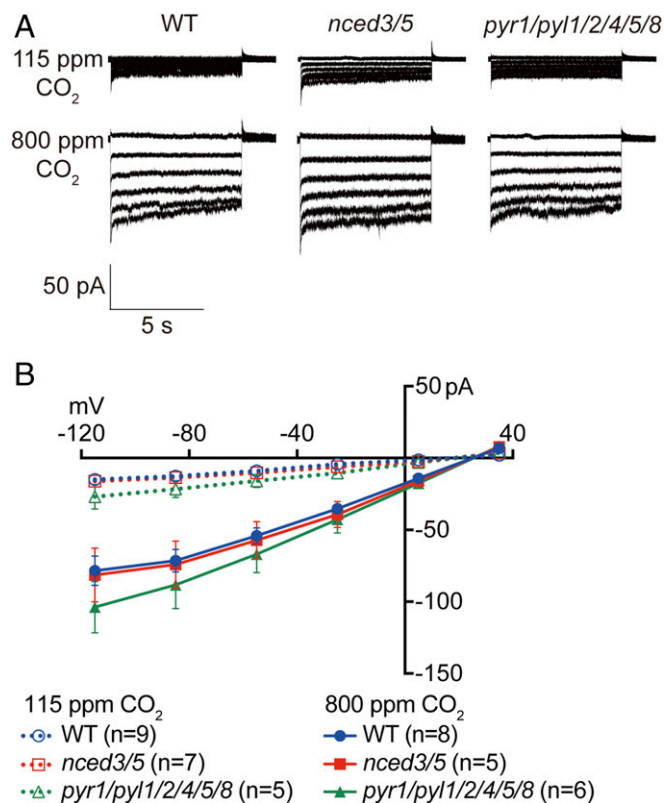 A
WT nced3/5 pyr1/pyl1/2/4/5/8
115 ppm
CO2
800 ppm
CO2
50 pA
5 s
B
50 pA
mV
-120 -80 -40 40
-50
-100
-150
115 ppm CO2 800 ppm CO2
WT (n=9) WT (n=8)
nced3/5 (n=7) nced3/5 (n=5)
pyr1/pyl1/2/4/5/8 (n=5) pyr1/pyl1/2/4/5/8 (n=6)